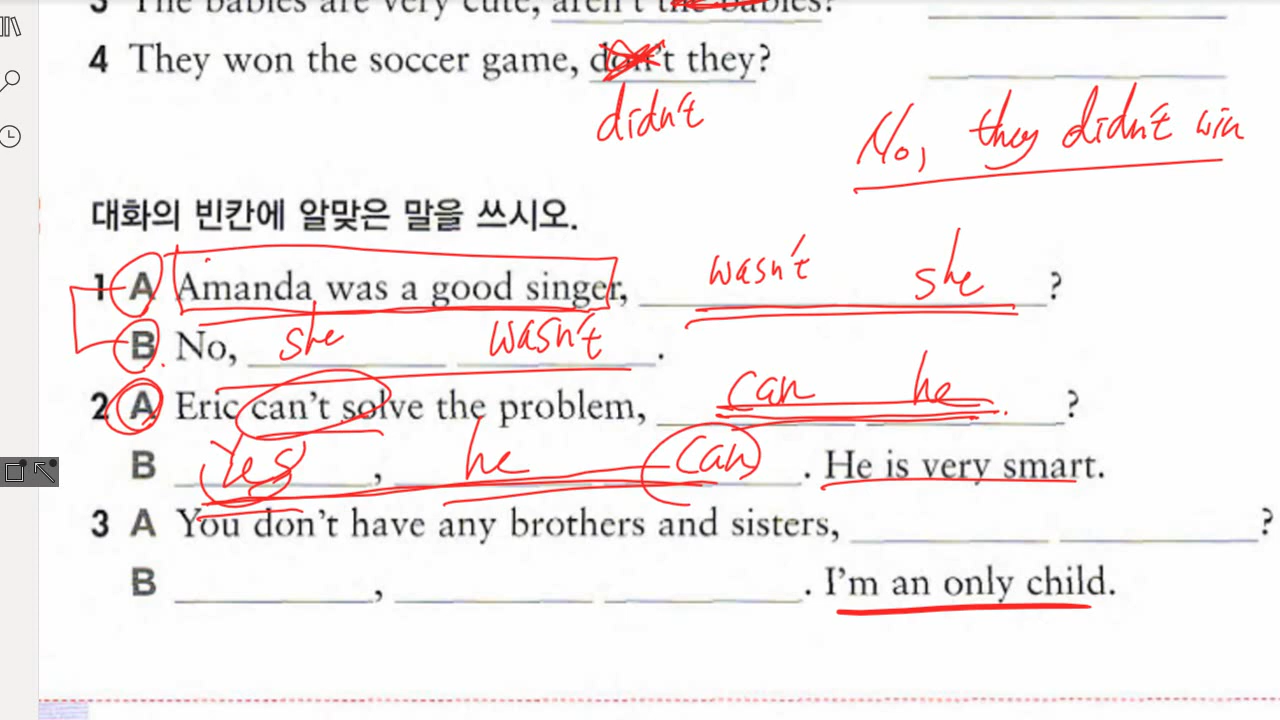 3 The babies are very cute, aren't the babies?
4 They won the soccer game, don't they?
didn't
No, they didn't win
대화의 빈칸에 알맞은 말을 쓰시오.
1 A Amanda was a good singer, wasn't she ?
B No, she wasn't .
2 A Eric can't solve the problem, can he ?
B Yes , he can . He is very smart.
3 A You don't have any brothers and sisters, ?
B , . I'm an only child.